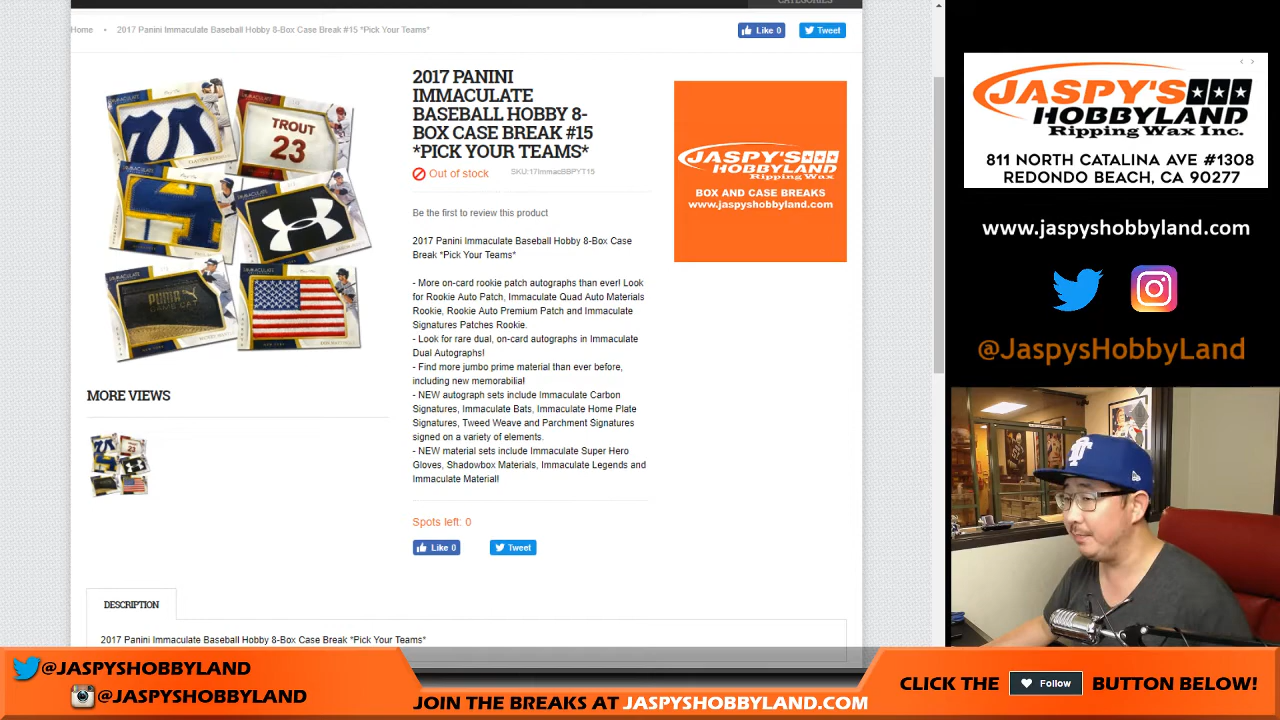 CATEGORIES
Home • 2017 Panini Immaculate Baseball Hobby 8-Box Case Break #15 *Pick Your Teams*
Like 0
Tweet
2017 PANINI
IMMACULATE
BASEBALL HOBBY 8-
BOX CASE BREAK #15
*PICK YOUR TEAMS*
Out of stock
SKU:17ImmacBBPYT15
Be the first to review this product
2017 Panini Immaculate Baseball Hobby 8-Box Case
Break *Pick Your Teams*
- More on-card rookie patch autographs than ever! Look
for Rookie Auto Patch, Immaculate Quad Auto Materials
Rookie, Rookie Auto Premium Patch and Immaculate
Signatures Patches Rookie.
- Look for rare dual, on-card autographs in Immaculate
Dual Autographs!
- Find more jumbo prime material than ever before,
including new memorabilia!
- NEW autograph sets include Immaculate Carbon
Signatures, Immaculate Bats, Immaculate Home Plate
Signatures, Tweed Weave and Parchment Signatures
signed on a variety of elements.
- NEW material sets include Immaculate Super Hero
Gloves, Shadowbox Materials, Immaculate Legends and
Immaculate Material!
Spots left: 0
Like 0
Tweet
TROUT
23
PUMA
MORE VIEWS
DESCRIPTION
2017 Panini Immaculate Baseball Hobby 8-Box Case Break *Pick Your Teams*
JASPY'S
HOBBYLAND
Ripping Wax
BOX AND CASE BREAKS
www.jaspyshobbyland.com
JASPY'S
HOBBYLAND
Ripping Wax Inc.
811 NORTH CATALINA AVE #1308
REDONDO BEACH, CA 90277
www.jaspyshobbyland.com
@JaspysHobbyLand
@JASPYSHOBBYLAND
@JASPYSHOBBYLAND
JOIN THE BREAKS AT JASPYSHOBBYLAND.COM
CLICK THE Follow BUTTON BELOW!